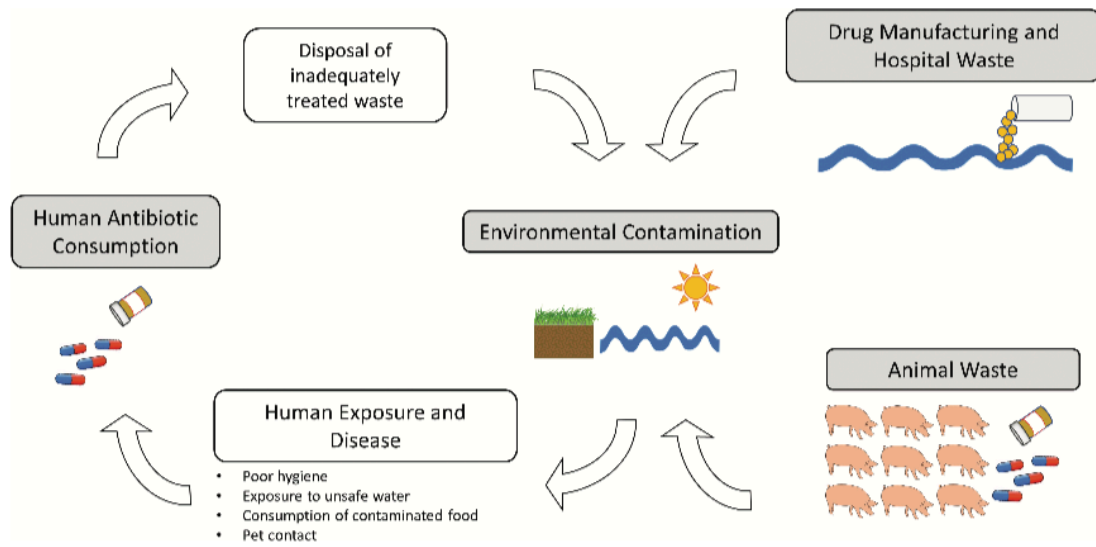 Disposal of
inadequately
treated waste
Drug Manufacturing and
Hospital Waste
Human Antibiotic
Consumption
Environmental Contamination
Animal Waste
Human Exposure and
Disease
• Poor hygiene
• Exposure to unsafe water
• Consumption of contaminated food
• Pet contact